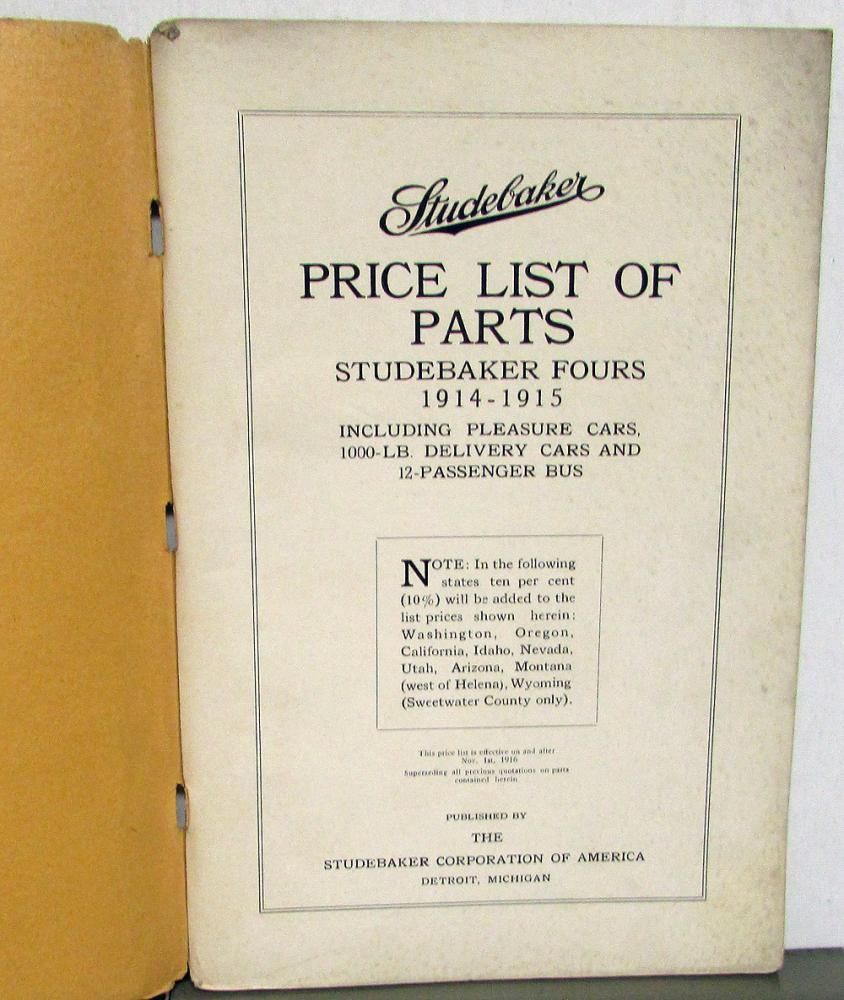 Studebaker
PRICE LIST OF
PARTS
STUDEBAKER FOURS
1914-1915
INCLUDING PLEASURE CARS,
1000-LB. DELIVERY CARS AND
12-PASSENGER BUS
NOTE: In the following
states ten per cent
(10%) will be added to the
list prices shown herein:
Washington, Oregon,
California, Idaho, Nevada,
Utah, Arizona, Montana
(west of Helena), Wyoming
(Sweetwater County only).
This price list is effective on and after
Nov. 1st, 1916
Superseding all previous quotations on parts
contained herein
PUBLISHED BY
THE
STUDEBAKER CORPORATION OF AMERICA
DETROIT, MICHIGAN